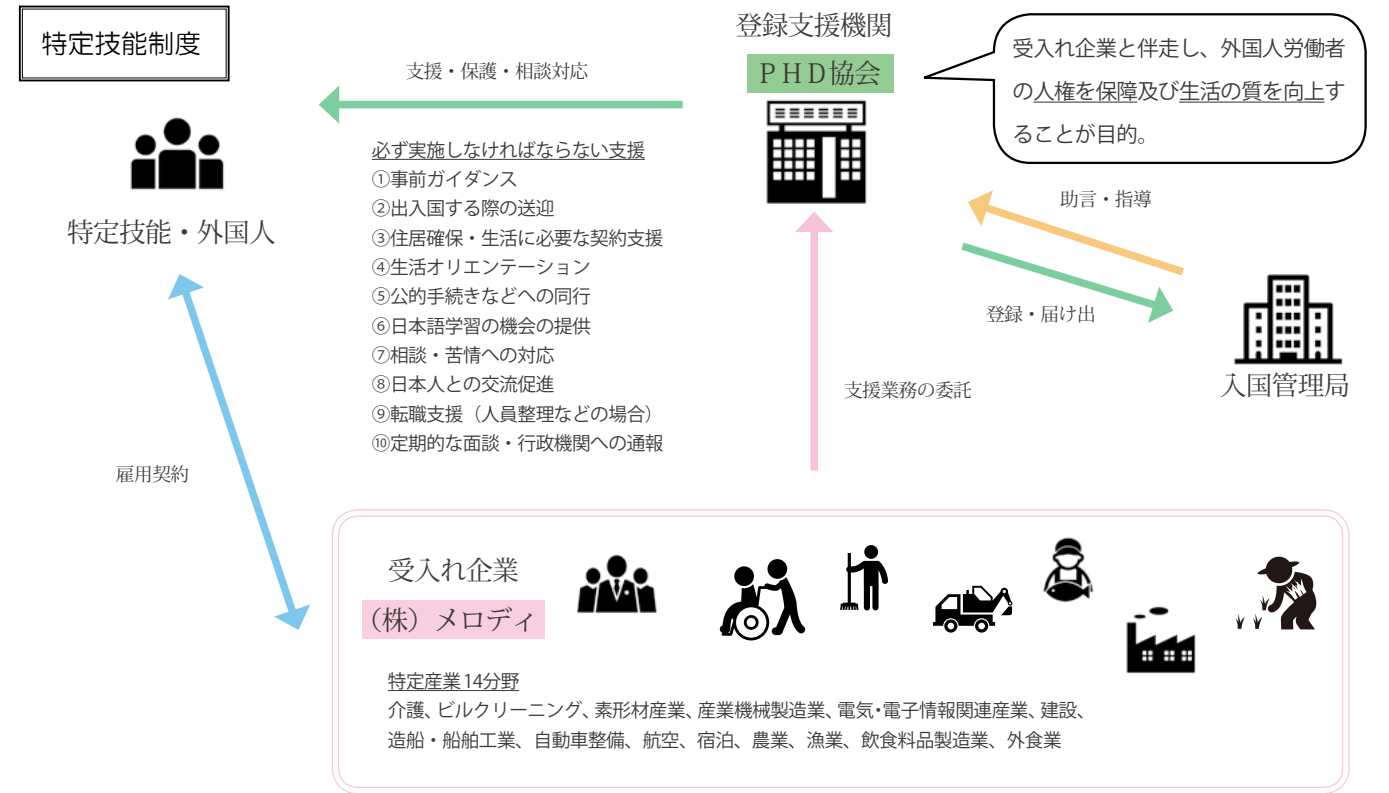 特定技能制度
登録支援機関
ＰＨＤ協会
受入れ企業と伴走し、外国人労働者
の人権を保障及び生活の質を向上す
ることが目的。
支援・保護・相談対応
特定技能・外国人
必ず実施しなければならない支援
①事前ガイダンス
②出入国する際の送迎
③住居確保・生活に必要な契約支援
④生活オリエンテーション
⑤公的手続きなどへの同行
⑥日本語学習の機会の提供
⑦相談・苦情への対応
⑧日本人との交流促進
⑨転職支援（人員整理などの場合）
⑩定期的な面談・行政機関への通報
助言・指導
登録・届け出
入国管理局
支援業務の委託
雇用契約
受入れ企業
（株）メロディ
特定産業14分野
介護、ビルクリーニング、素形材産業、産業機械製造業、電気・電子情報関連産業、建設、
造船・船舶工業、自動車整備、航空、宿泊、農業、漁業、飲食料品製造業、外食業